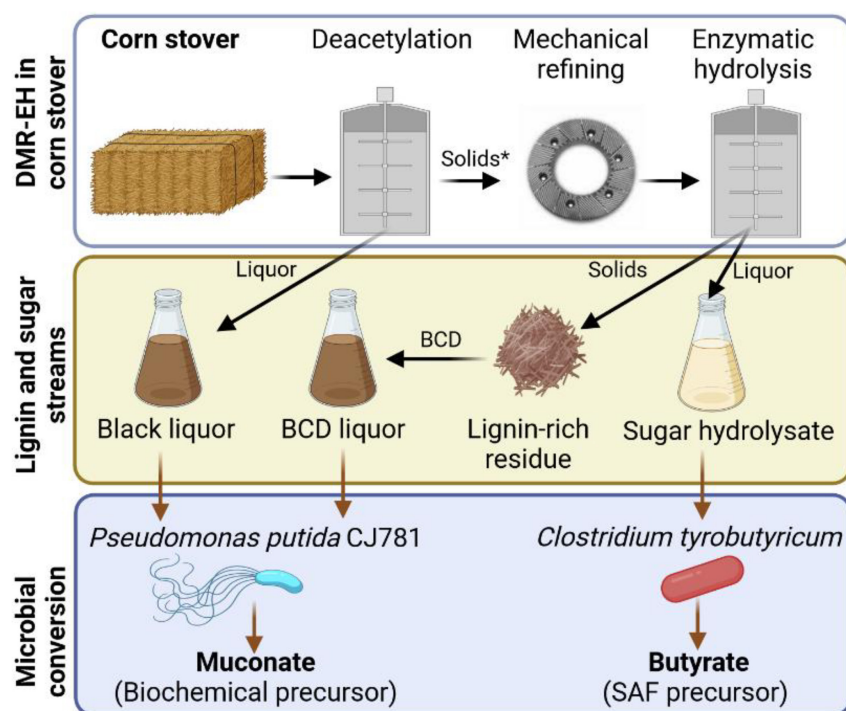 DMR-EH in
corn stover
Corn stover
Deacetylation
Mechanical
refining
Enzymatic
hydrolysis
Solids*
Lignin and sugar
streams
Liquor
Solids
Liquor
BCD
Black liquor
BCD liquor
Lignin-rich
residue
Sugar hydrolysate
Microbial
conversion
Pseudomonas putida CJ781
Clostridium tyrobutyricum
Muconate
(Biochemical precursor)
Butyrate
(SAF precursor)